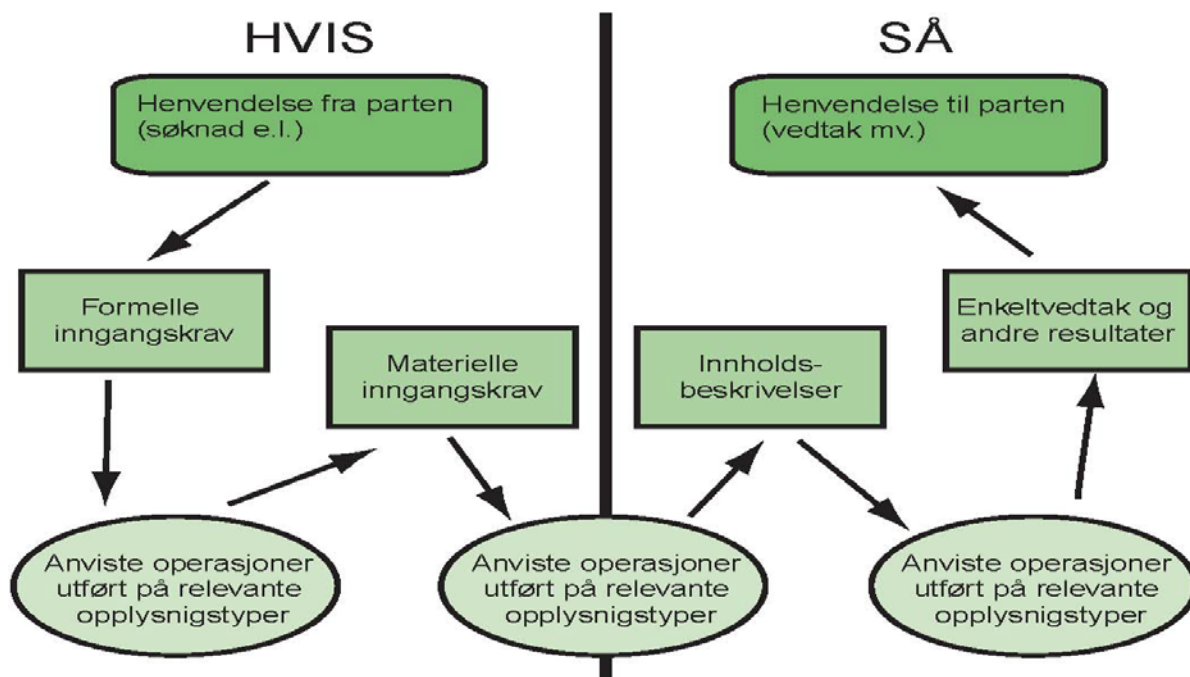 HVIS
Henvendelse fra parten
(søknad e.l.)
Formelle
inngangskrav
Anviste operasjoner
utført på relevante
opplysnigstyper
Materielle
inngangskrav
Anviste operasjoner
utført på relevante
opplysnigstyper
SÅ
Innholds-
beskrivelser
Anviste operasjoner
utført på relevante
opplysnigstyper
Enkeltvedtak og
andre resultater
Henvendelse til parten
(vedtak mv.)